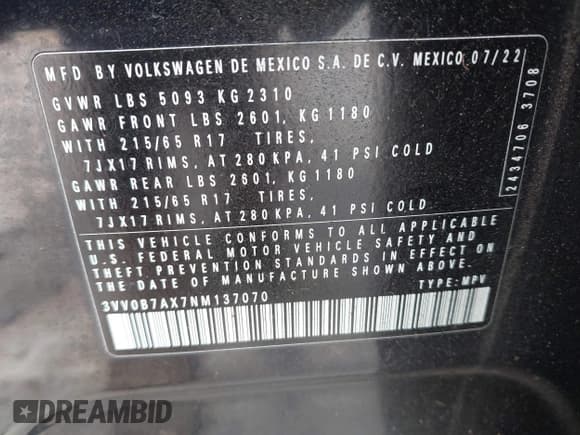 MFD BY VOLKSWAGEN DE MEXICO S.A. DE C.V. MEXICO 07/22
GVWR LBS 5093 KG 2310
GAWR FRONT LBS 2601, KG 1180
WITH 215/65 R17 TIRES,
7JX17 RIMS, AT 280 KPA, 41 PSI COLD
GAWR REAR LBS 2601, KG 1180
WITH 215/65 R17 TIRES,
7JX17 RIMS, AT 280 KPA, 41 PSI COLD
THIS VEHICLE CONFORMS TO ALL APPLICABLE
U.S. FEDERAL MOTOR VEHICLE SAFETY AND
THEFT PREVENTION STANDARDS IN EFFECT ON
THE DATE OF MANUFACTURE SHOWN ABOVE.
3VV0B7AX7NM137070 TYPE: MPV
2434706 3708
DREAMBID